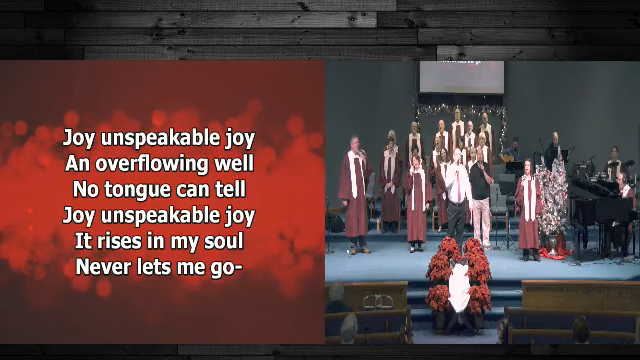 Joy unspeakable joy
An overflowing well
No tongue can tell
Joy unspeakable joy
It rises in my soul
Never lets me go-